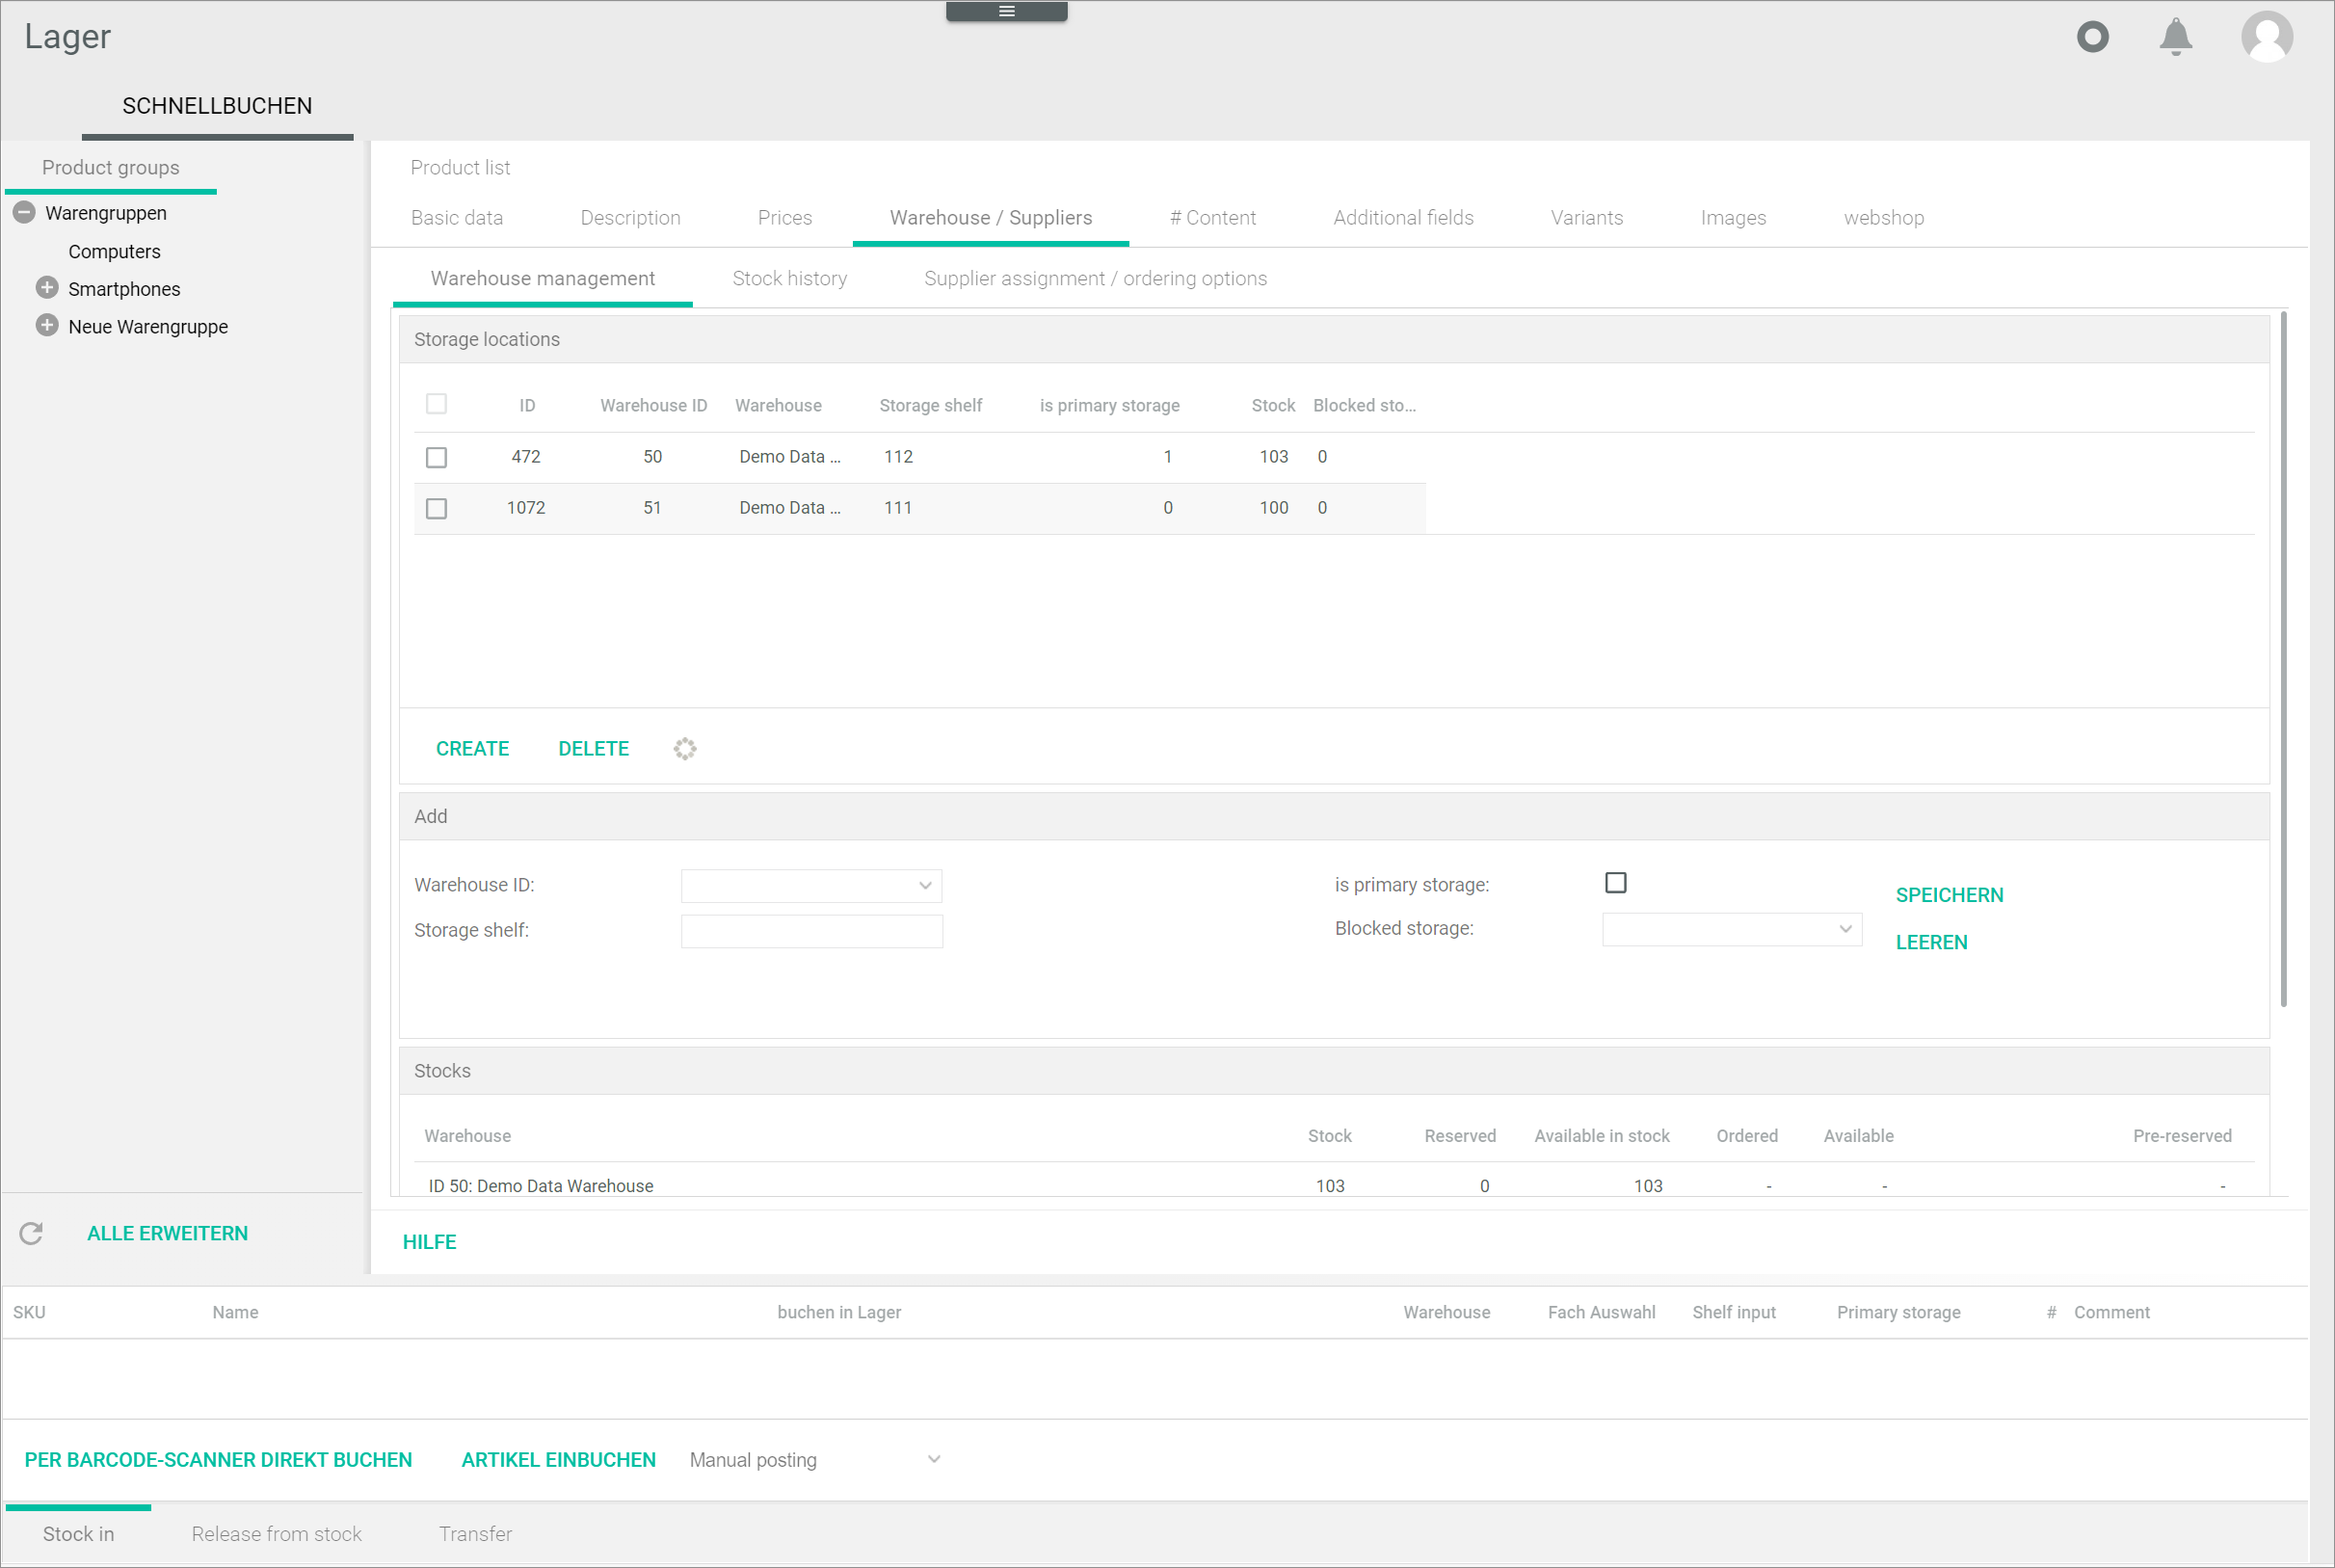 Lager
SCHNELLBUCHEN
Product groups
Warengruppen
Computers
Smartphones
Neue Warengruppe
ALLE ERWEITERN
Product list
Basic data Description Prices Warehouse / Suppliers # Content Additional fields Variants Images webshop
Warehouse management Stock history Supplier assignment / ordering options
Storage locations
ID Warehouse ID Warehouse Storage shelf is primary storage Stock Blocked sto...
472 50 Demo Data ... 112 1 103 0
1072 51 Demo Data ... 111 0 100 0
CREATE DELETE
Add
Warehouse ID: is primary storage:
SPEICHERN
Storage shelf: Blocked storage:
LEEREN
Stocks
Warehouse Stock Reserved Available in stock Ordered Available Pre-reserved
ID 50: Demo Data Warehouse 103 0 103 - - -
HILFE
SKU Name buchen in Lager Warehouse Fach Auswahl Shelf input Primary storage # Comment
PER BARCODE-SCANNER DIREKT BUCHEN ARTIKEL EINBUCHEN Manual posting
Stock in Release from stock Transfer